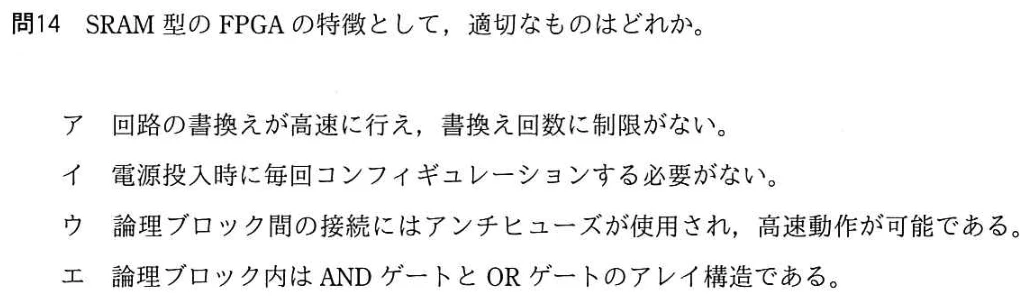 問14 SRAM 型の FPGA の特徴として，適切なものはどれか。
ア 回路の書換えが高速に行え，書換え回数に制限がない。
イ 電源投入時に毎回コンフィギュレーションする必要がない。
ウ 論理ブロック間の接続にはアンチヒューズが使用され，高速動作が可能である。
エ 論理ブロック内は AND ゲートと OR ゲートのアレイ構造である。